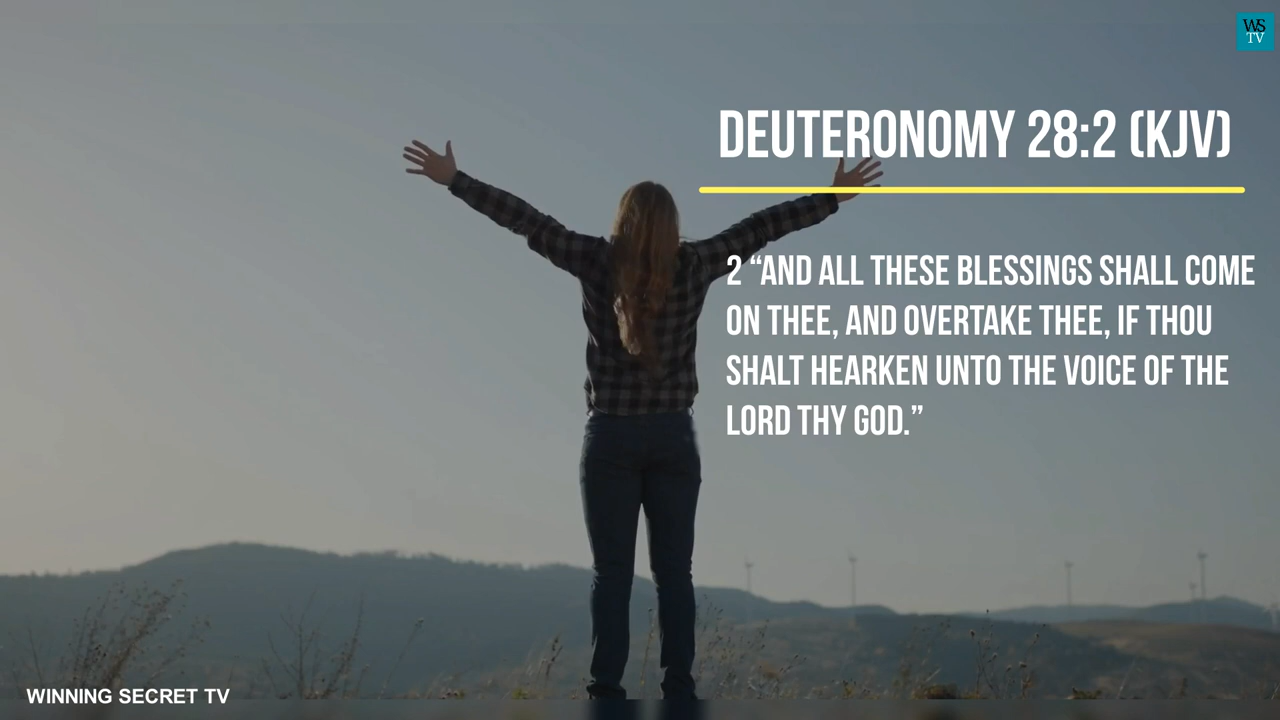 WS
TV
DEUTERONOMY 28:2 (KJV)
2 “AND ALL THESE BLESSINGS SHALL COME
ON THEE, AND OVERTAKE THEE, IF THOU
SHALT HEARKEN UNTO THE VOICE OF THE
LORD THY GOD.”
WINNING SECRET TV